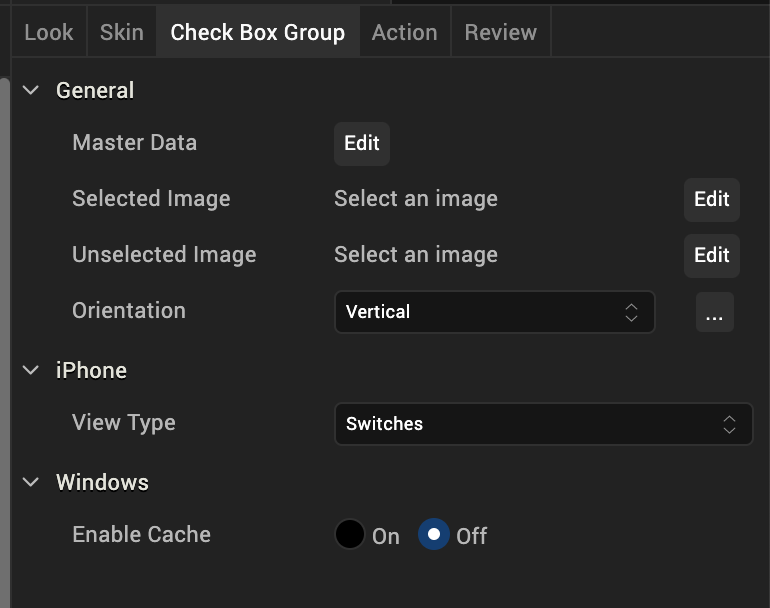 Look Skin Check Box Group Action Review
General
Master Data Edit
Selected Image Select an image Edit
Unselected Image Select an image Edit
Orientation Vertical ...
iPhone
View Type Switches
Windows
Enable Cache On Off